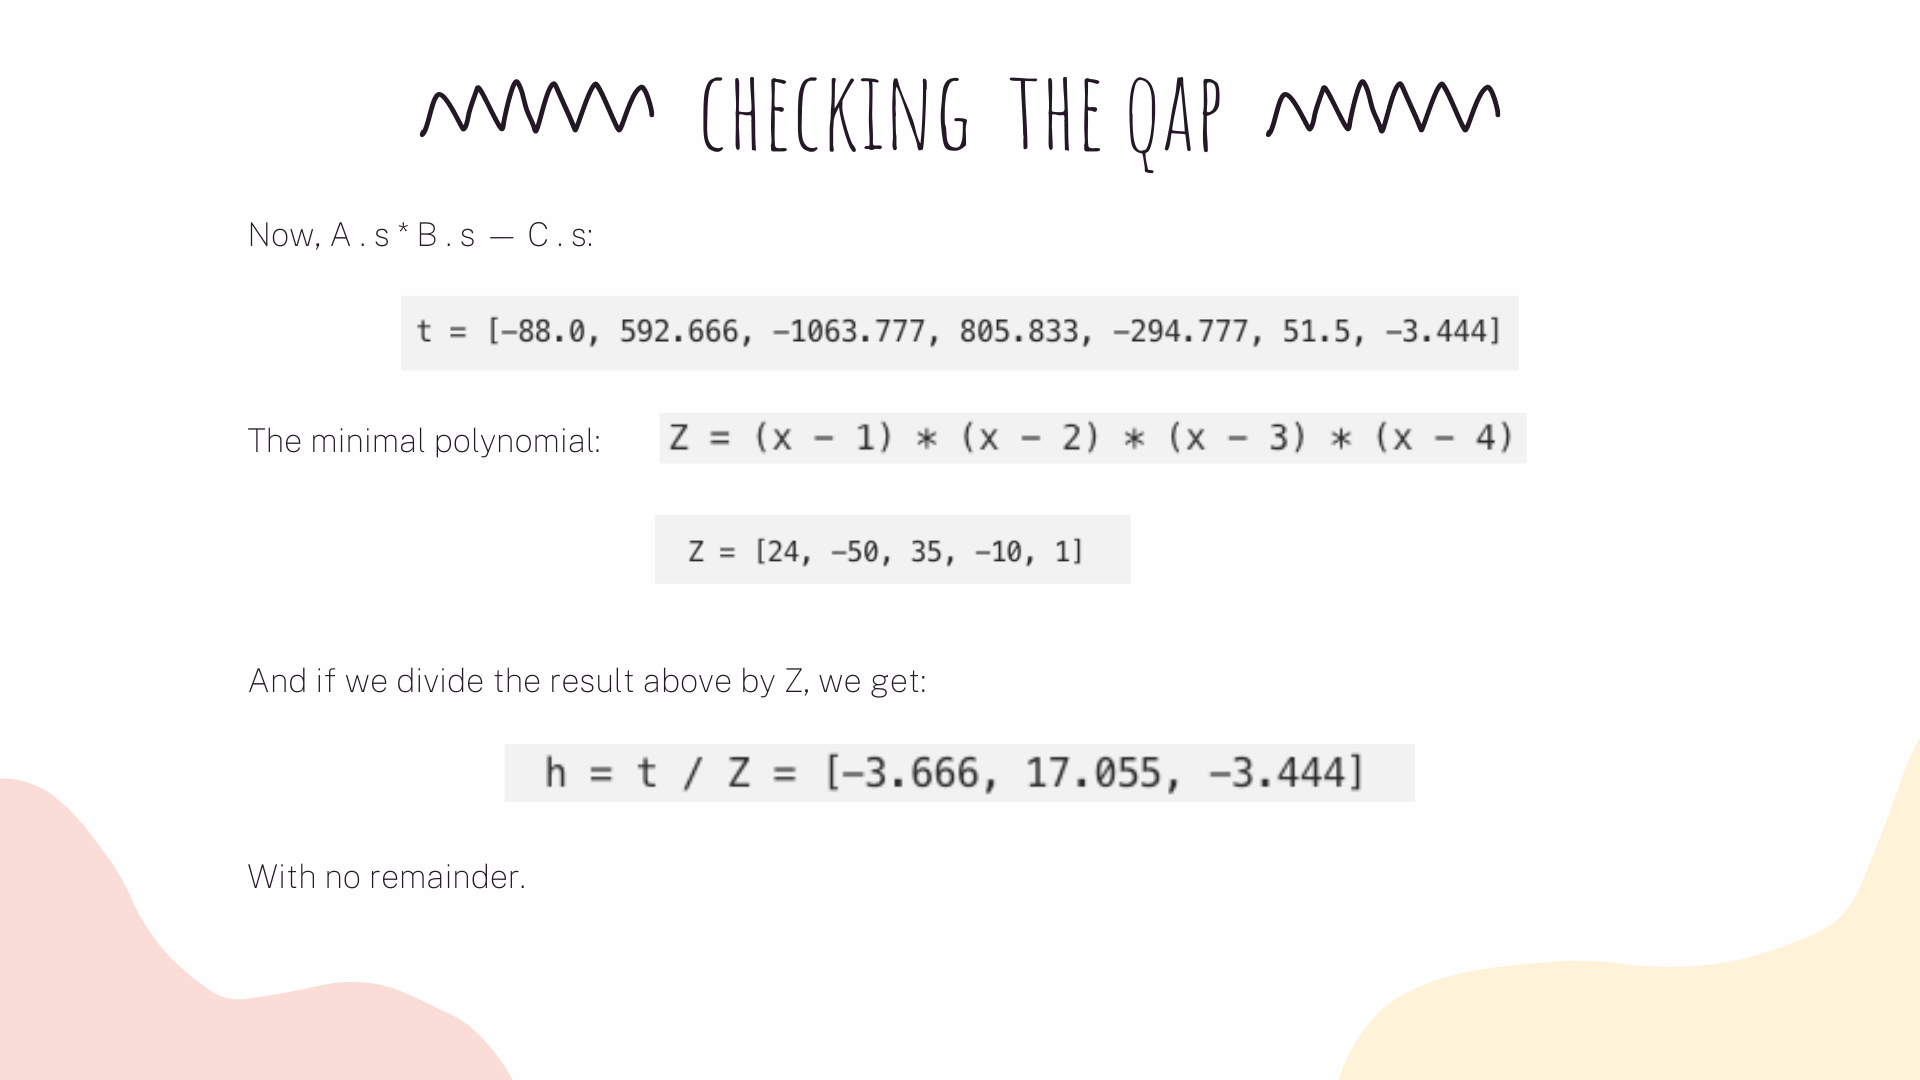 CHECKING THE QAP
Now, A . s * B . s — C . s:
t = [-88.0, 592.666, -1063.777, 805.833, -294.777, 51.5, -3.444]
The minimal polynomial:
Z = (x - 1) * (x - 2) * (x - 3) * (x - 4)
Z = [24, -50, 35, -10, 1]
And if we divide the result above by Z, we get:
h = t / Z = [-3.666, 17.055, -3.444]
With no remainder.